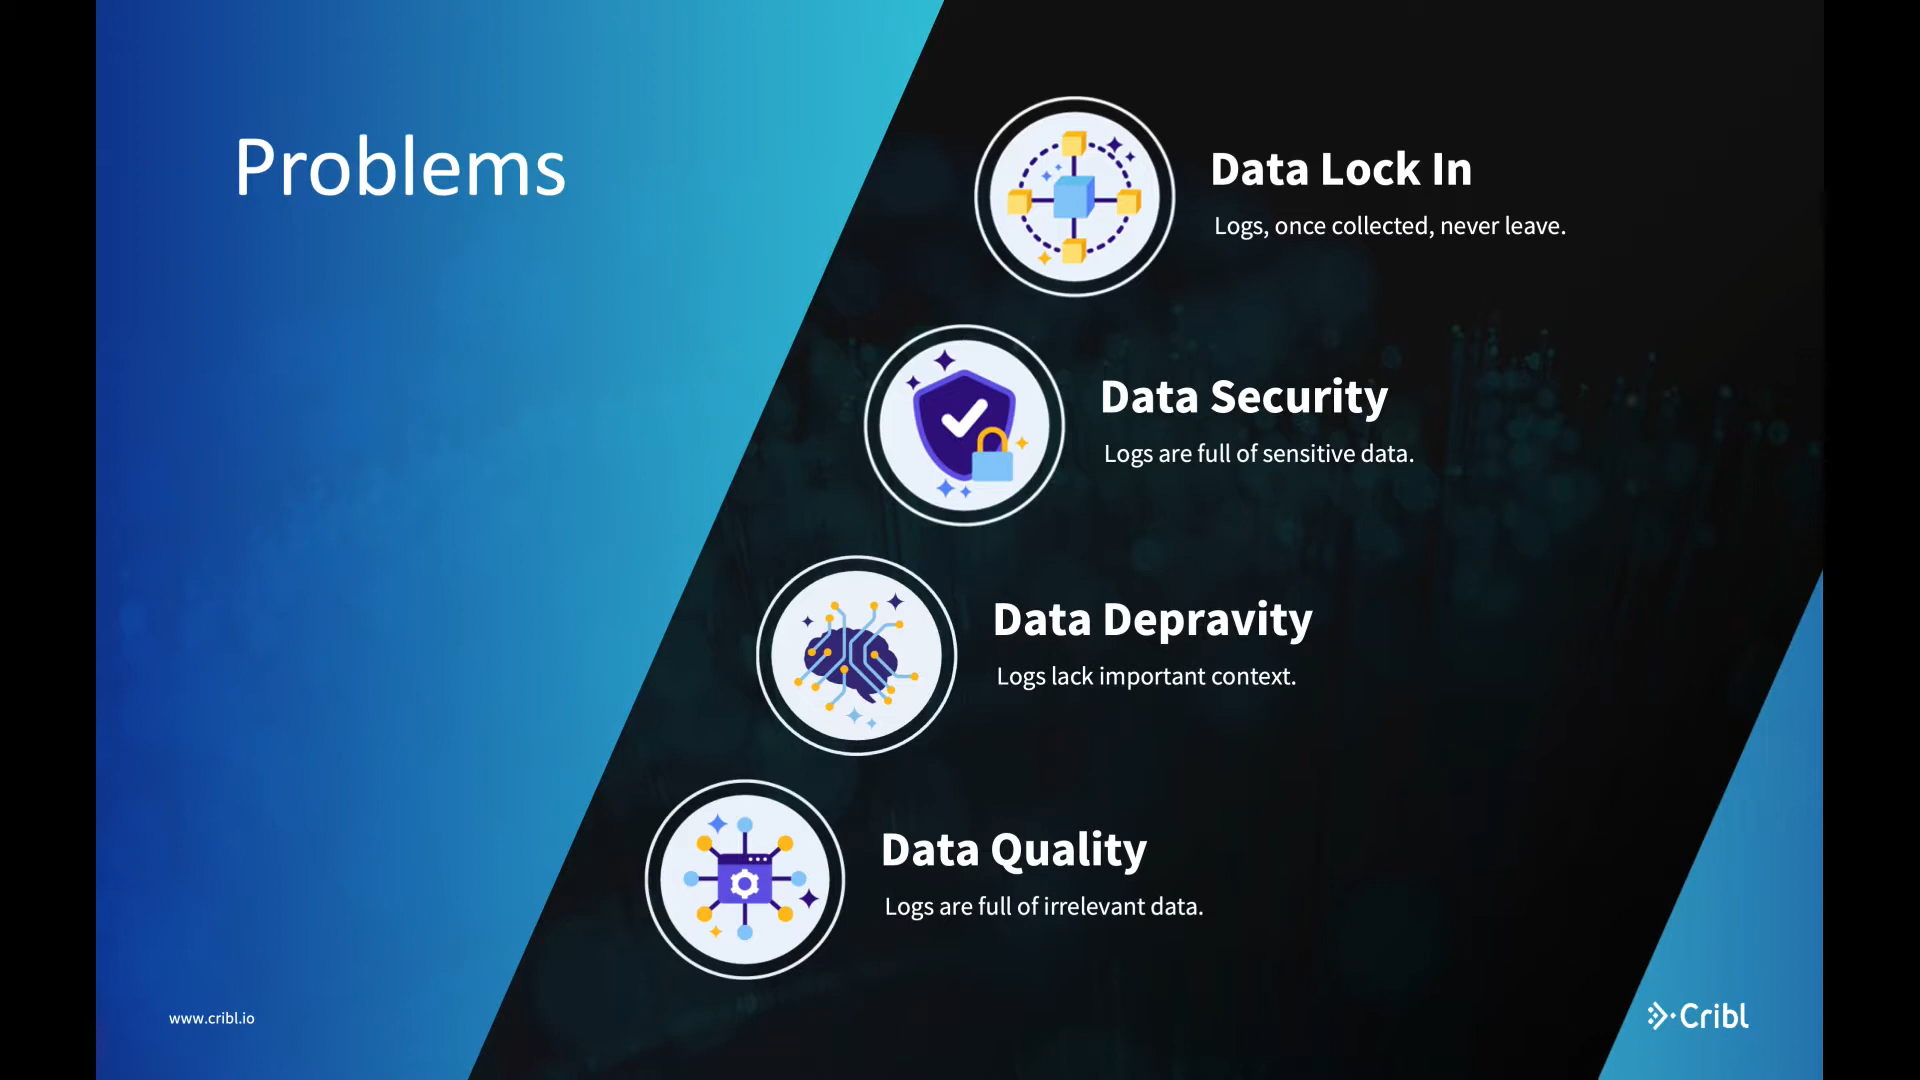 Problems
Data Lock In
Logs, once collected, never leave.
Data Security
Logs are full of sensitive data.
Data Depravity
Logs lack important context.
Data Quality
Logs are full of irrelevant data.
www.cribl.io
Cribl